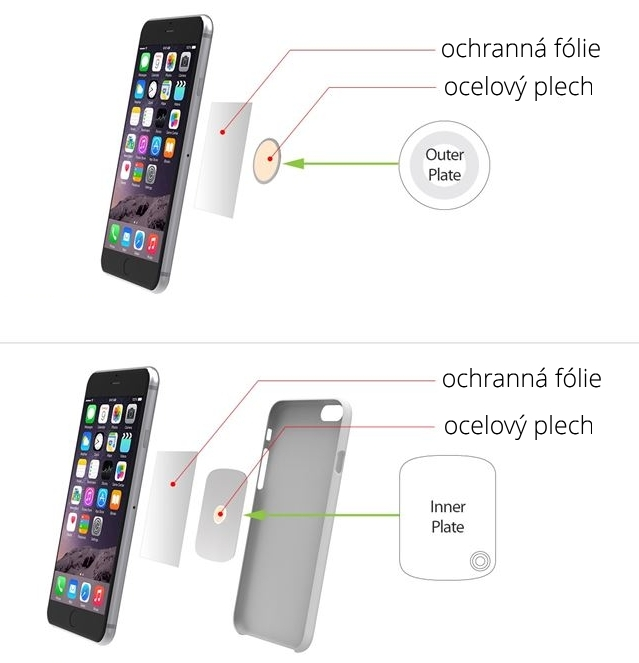 ochranná fólie
ocelový plech
Outer
Plate
ochranná fólie
ocelový plech
Inner
Plate